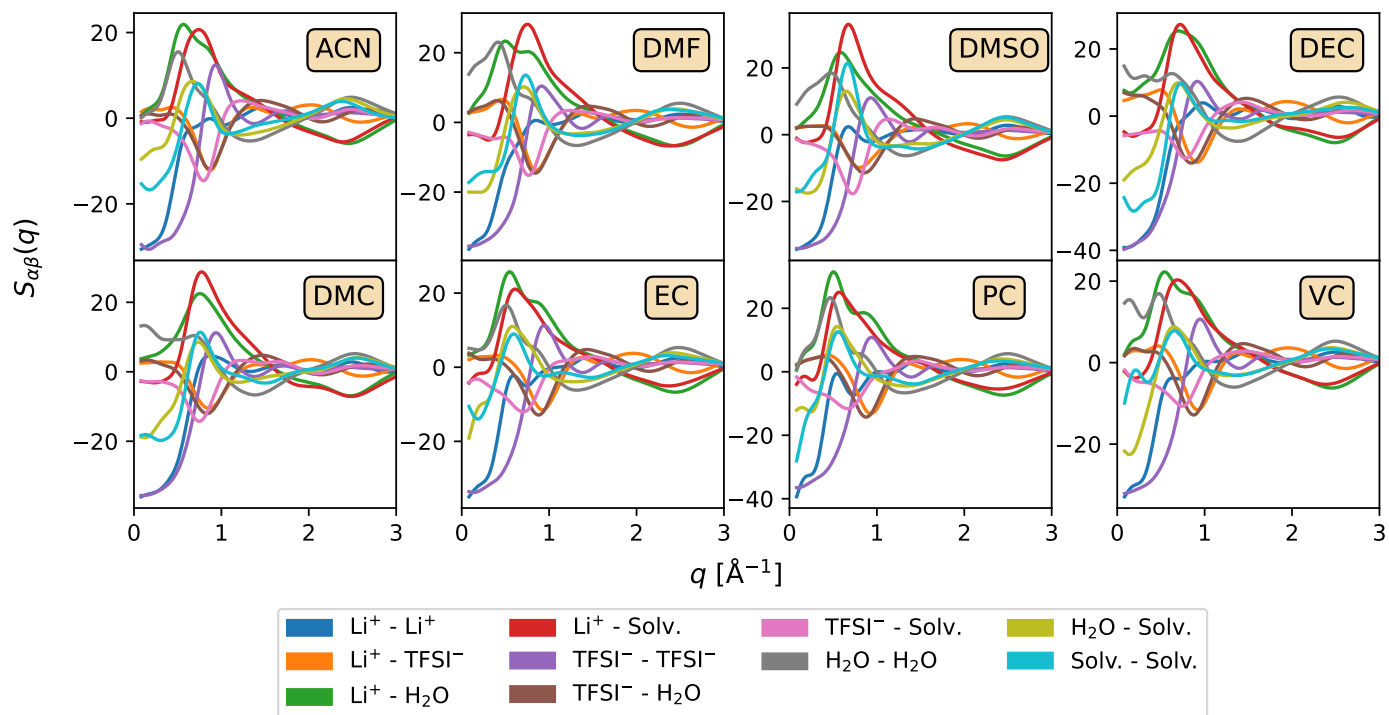 ACN
DMF
DMSO
DEC
20
0
−20
20
0
−20
20
0
−20
20
0
−20
−40
S_{αβ}(q)
DMC
EC
PC
VC
20
0
−20
20
0
−20
20
0
−20
−40
20
0
−20
0 1 2 3
0 1 2 3
0 1 2 3
0 1 2 3
q [Å⁻¹]
Li⁺ - Li⁺
Li⁺ - TFSI⁻
Li⁺ - H₂O
Li⁺ - Solv.
TFSI⁻ - TFSI⁻
TFSI⁻ - H₂O
TFSI⁻ - Solv.
H₂O - H₂O
H₂O - Solv.
Solv. - Solv.